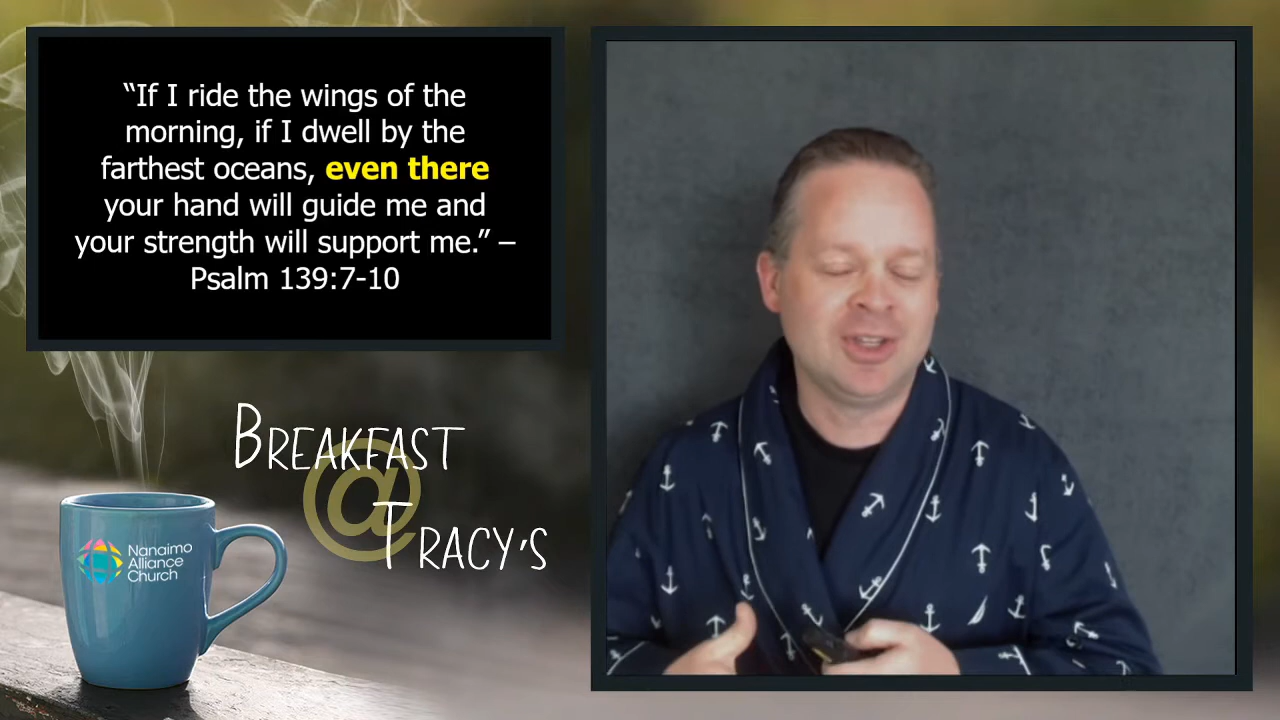 “If I ride the wings of the
morning, if I dwell by the
farthest oceans, even there
your hand will guide me and
your strength will support me.” –
Psalm 139:7-10
BREAKFAST
@
TRACY'S
Nanaimo
Alliance
Church